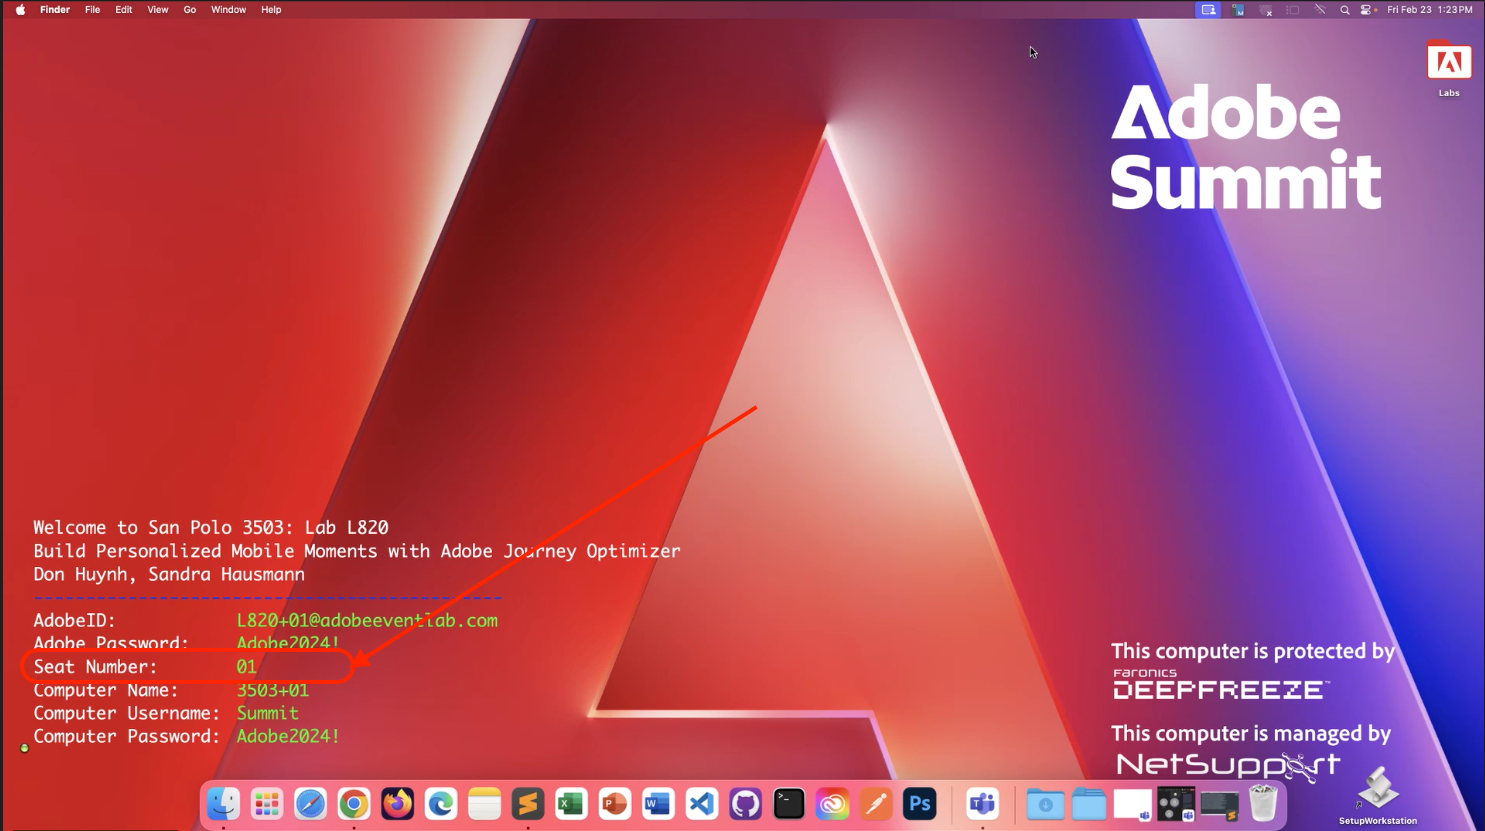 Finder File Edit View Go Window Help
Fri Feb 23 1:23 PM
Labs
Adobe
Summit
Welcome to San Polo 3503: Lab L820
Build Personalized Mobile Moments with Adobe Journey Optimizer
Don Huynh, Sandra Hausmann
AdobeID: L820+01@adobeeventlab.com
Adobe Password: Adobe2024!
Seat Number: 01
Computer Name: 3503+01
Computer Username: Summit
Computer Password: Adobe2024!
This computer is protected by
FARONICS
DEEPFREEZE™
This computer is managed by
NetSupport
SetupWorkstation
X P W Ps